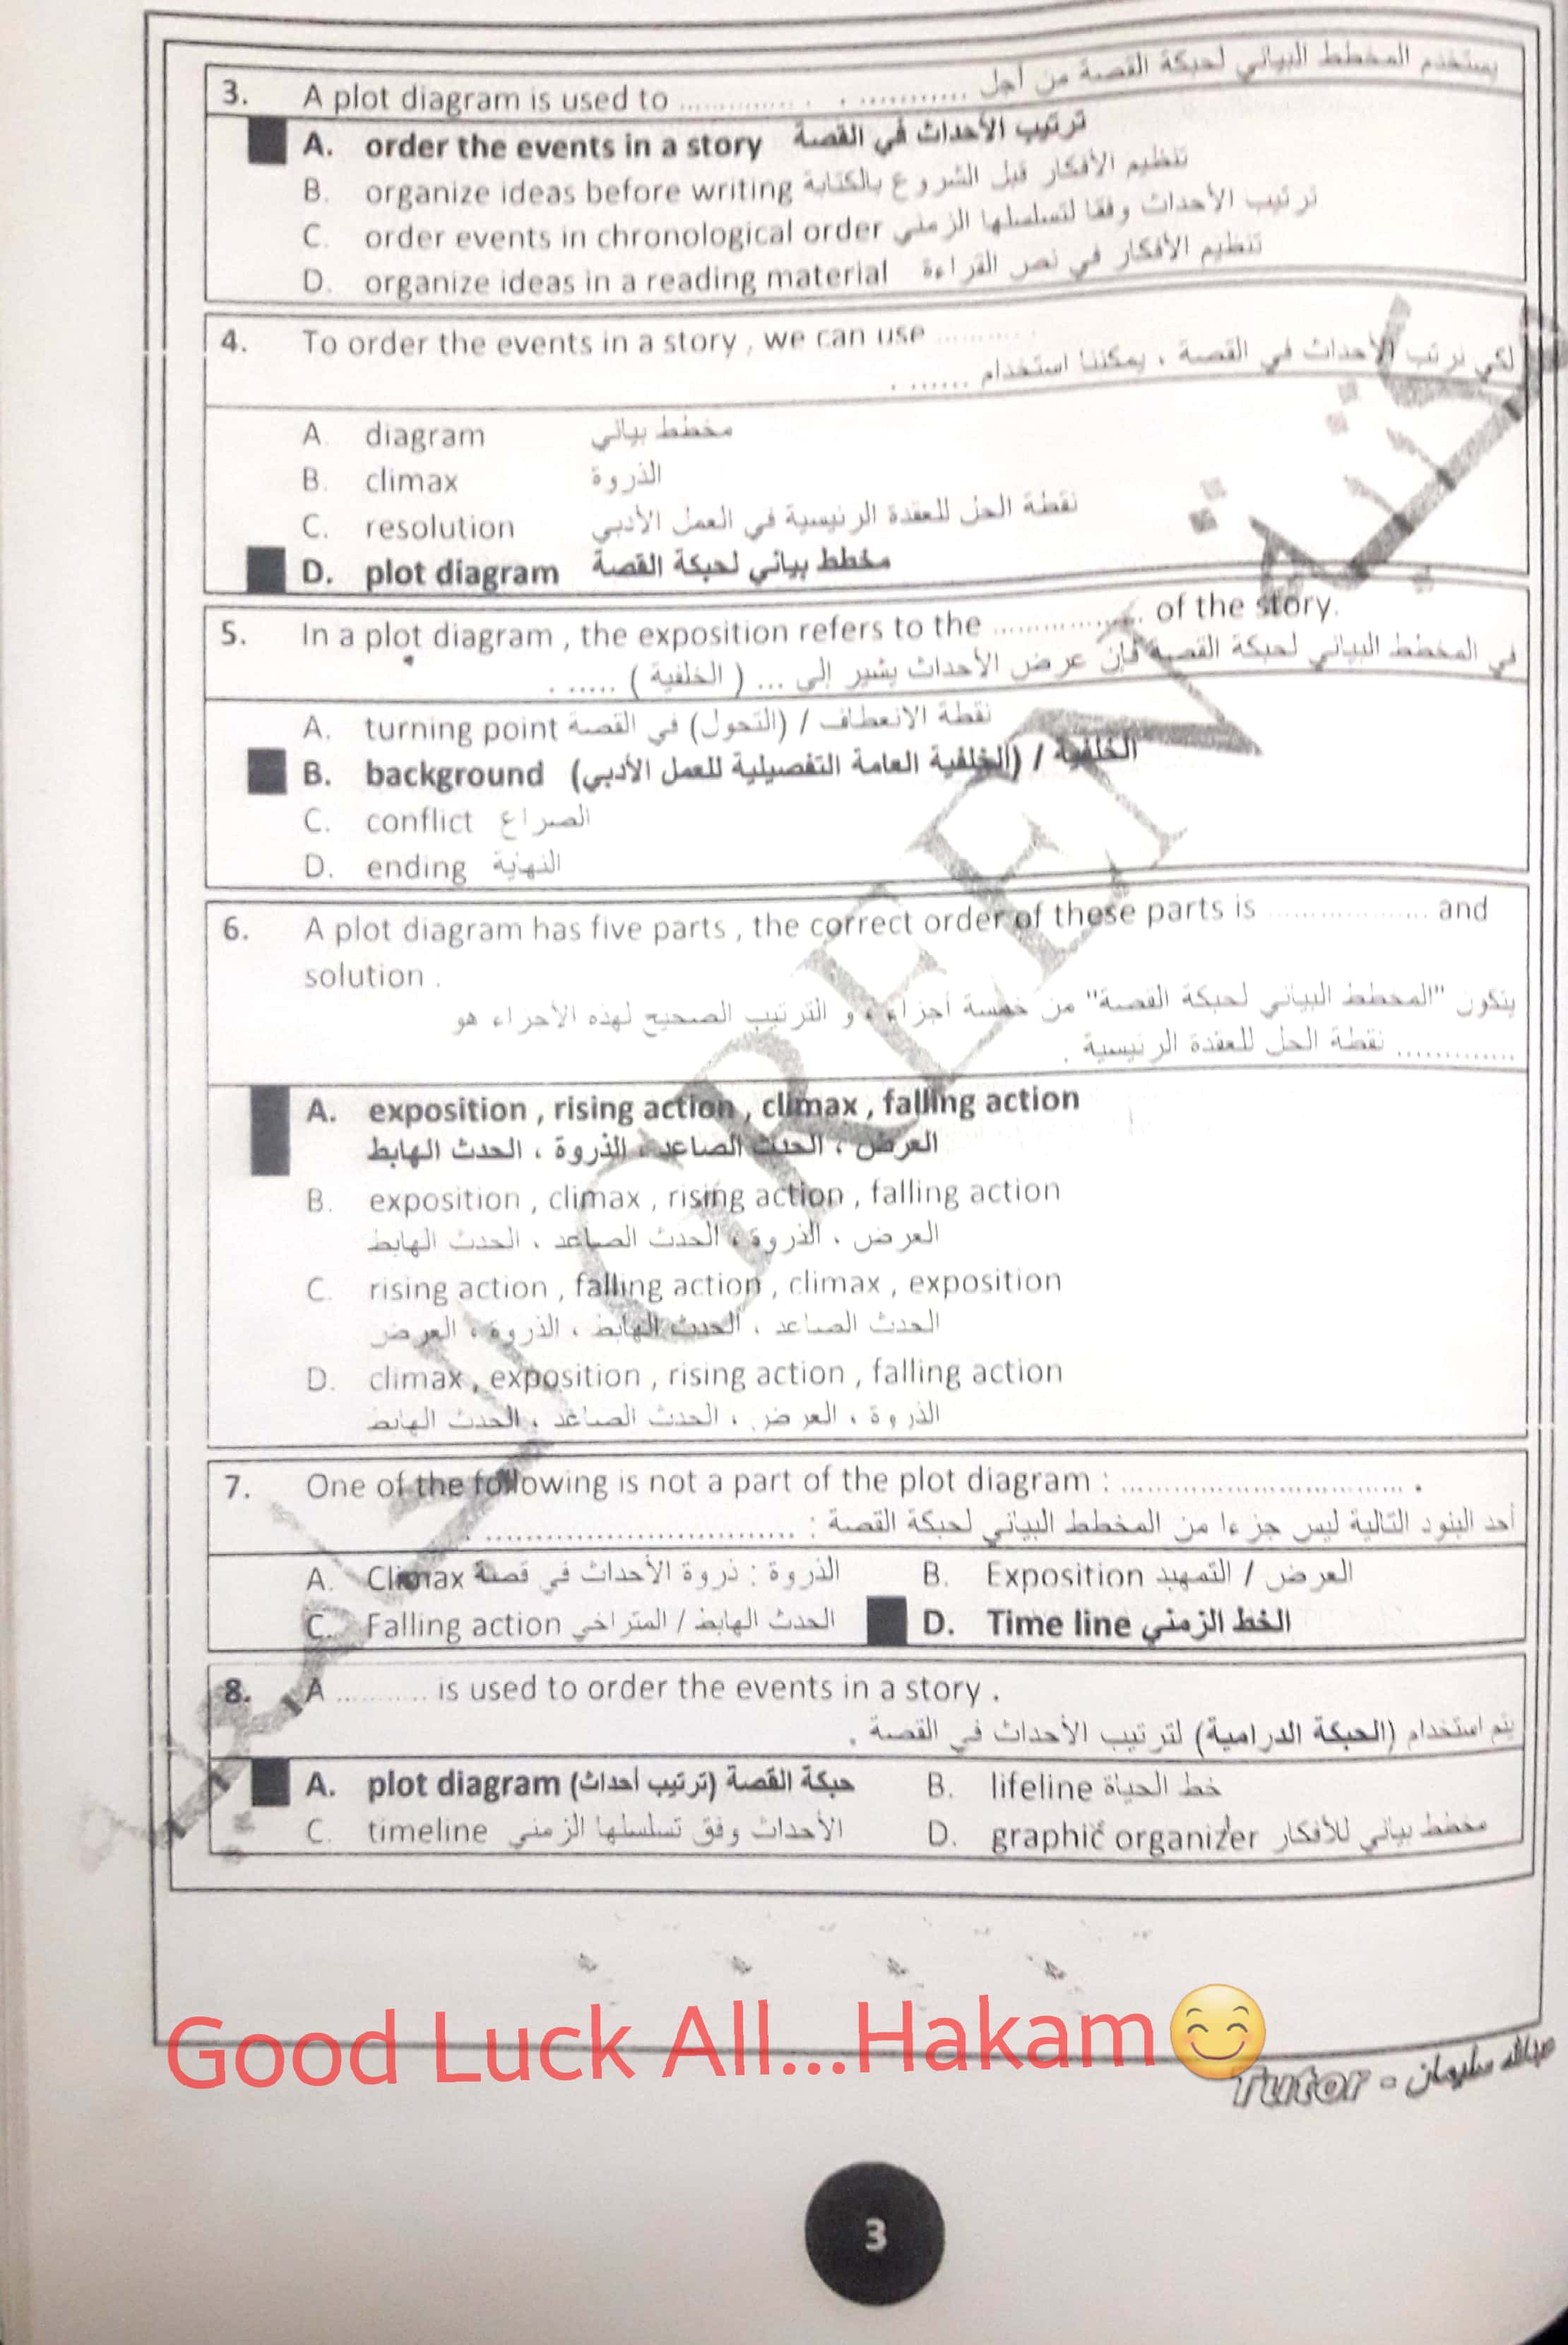 3. A plot diagram is used to .............. . . ........... يستخدم المخطط البياني لحبكة القصة من أجل
A. order the events in a story ترتيب الأحداث في القصة
B. organize ideas before writing تنظيم الأفكار قبل الشروع بالكتابة
C. order events in chronological order ترتيب الأحداث وفقا لتسلسلها الزمني
D. organize ideas in a reading material تنظيم الأفكار في نص القراءة
4. To order the events in a story , we can use ...........
لكي نرتب الأحداث في القصة ، يمكننا استخدام ....... .
A. diagram مخطط بياني
B. climax الذروة
C. resolution نقطة الحل للعقدة الرئيسية في العمل الأدبي
D. plot diagram مخطط بياني لحبكة القصة
5. In a plot diagram , the exposition refers to the .................. of the story.
في المخطط البياني لحبكة القصة فإن عرض الأحداث يشير إلى ... ( الخلفية ) ..... .
A. turning point نقطة الانعطاف / (التحول) في القصة
B. background الخلفية / (الخلفية العامة التفصيلية للعمل الأدبي)
C. conflict الصراع
D. ending النهاية
6. A plot diagram has five parts , the correct order of these parts is .................... and
solution .
يتكون "المخطط البياني لحبكة القصة" من خمسة أجزاء ، و الترتيب الصحيح لهذه الأجزاء هو
............. نقطة الحل للعقدة الرئيسية .
A. exposition , rising action , climax , falling action
العرض ، الحدث الصاعد ، الذروة ، الحدث الهابط
B. exposition , climax , rising action , falling action
العرض ، الذروة ، الحدث الصاعد ، الحدث الهابط
C. rising action , falling action , climax , exposition
الحدث الصاعد ، الحدث الهابط ، الذروة ، العرض
D. climax , exposition , rising action , falling action
الذروة ، العرض ، الحدث الصاعد ، الحدث الهابط
7. One of the following is not a part of the plot diagram : ................................ .
أحد البنود التالية ليس جزءا من المخطط البياني لحبكة القصة : ................................ .
A. Climax الذروة : ذروة الأحداث في قصة B. Exposition العرض / التمهيد
C. Falling action الحدث الهابط / المتراخي D. Time line الخط الزمني
8. A ........... is used to order the events in a story .
يتم استخدام (الحبكة الدرامية) لترتيب الأحداث في القصة .
A. plot diagram حبكة القصة (ترتيب أحداث) B. lifeline خط الحياة
C. timeline الأحداث وفق تسلسلها الزمني D. graphic organizer مخطط بياني للأفكار
Good Luck All...Hakam😊
Tutor - عبدالله سليمان
3